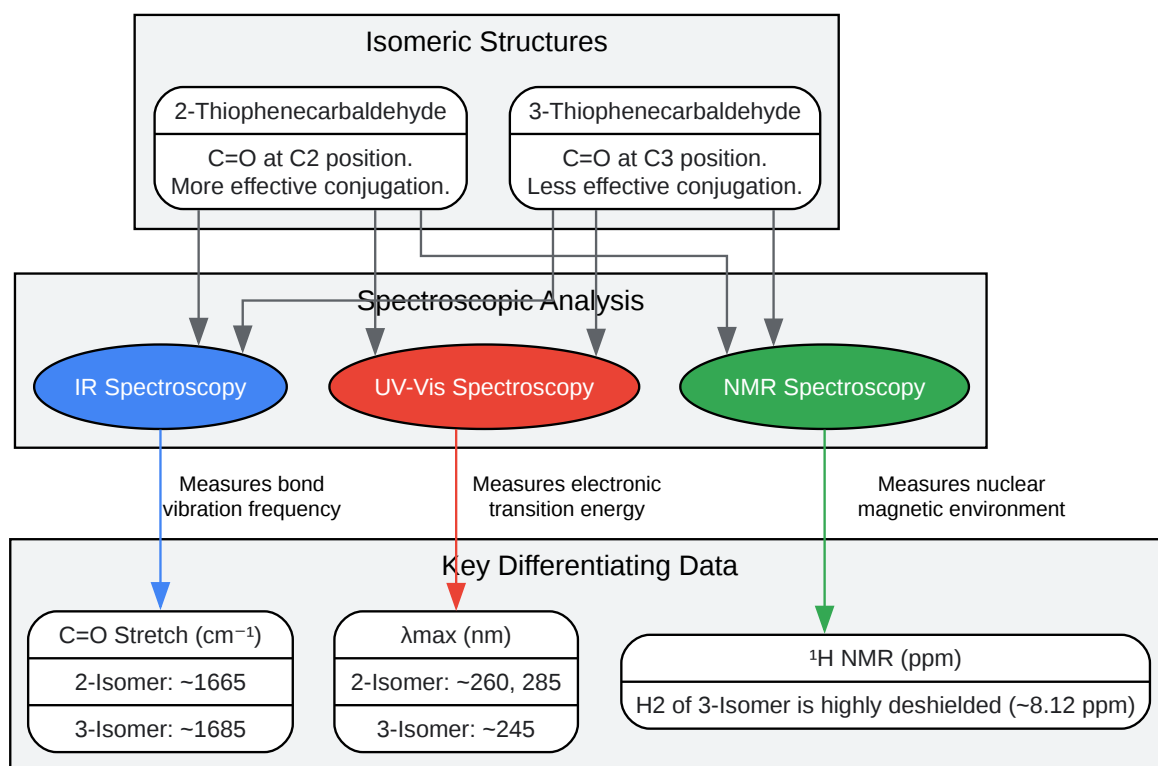 Isomeric Structures
2-Thiophenecarbaldehyde
C=O at C2 position.
More effective conjugation.
3-Thiophenecarbaldehyde
C=O at C3 position.
Less effective conjugation.
Spectroscopic Analysis
IR Spectroscopy
UV-Vis Spectroscopy
NMR Spectroscopy
Measures bond
vibration frequency
Measures electronic
transition energy
Measures nuclear
magnetic environment
Key Differentiating Data
C=O Stretch (cm⁻¹)
2-Isomer: ~1665
3-Isomer: ~1685
λmax (nm)
2-Isomer: ~260, 285
3-Isomer: ~245
¹H NMR (ppm)
H2 of 3-Isomer is highly deshielded (~8.12 ppm)